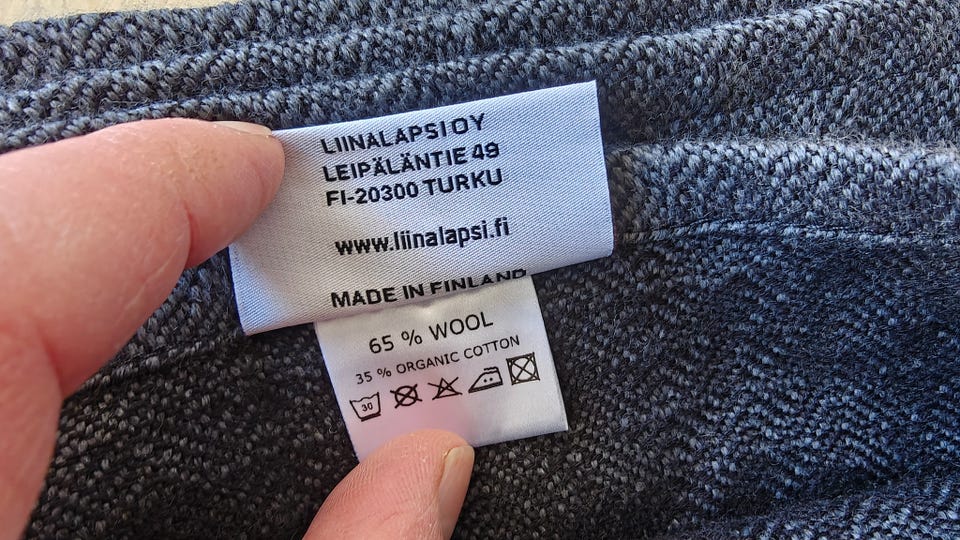 LIINALAPSI OY
LEIPÄLÄNTIE 49
FI-20300 TURKU
www.liinalapsi.fi
MADE IN FINLAND
65 % WOOL
35 % ORGANIC COTTON
30